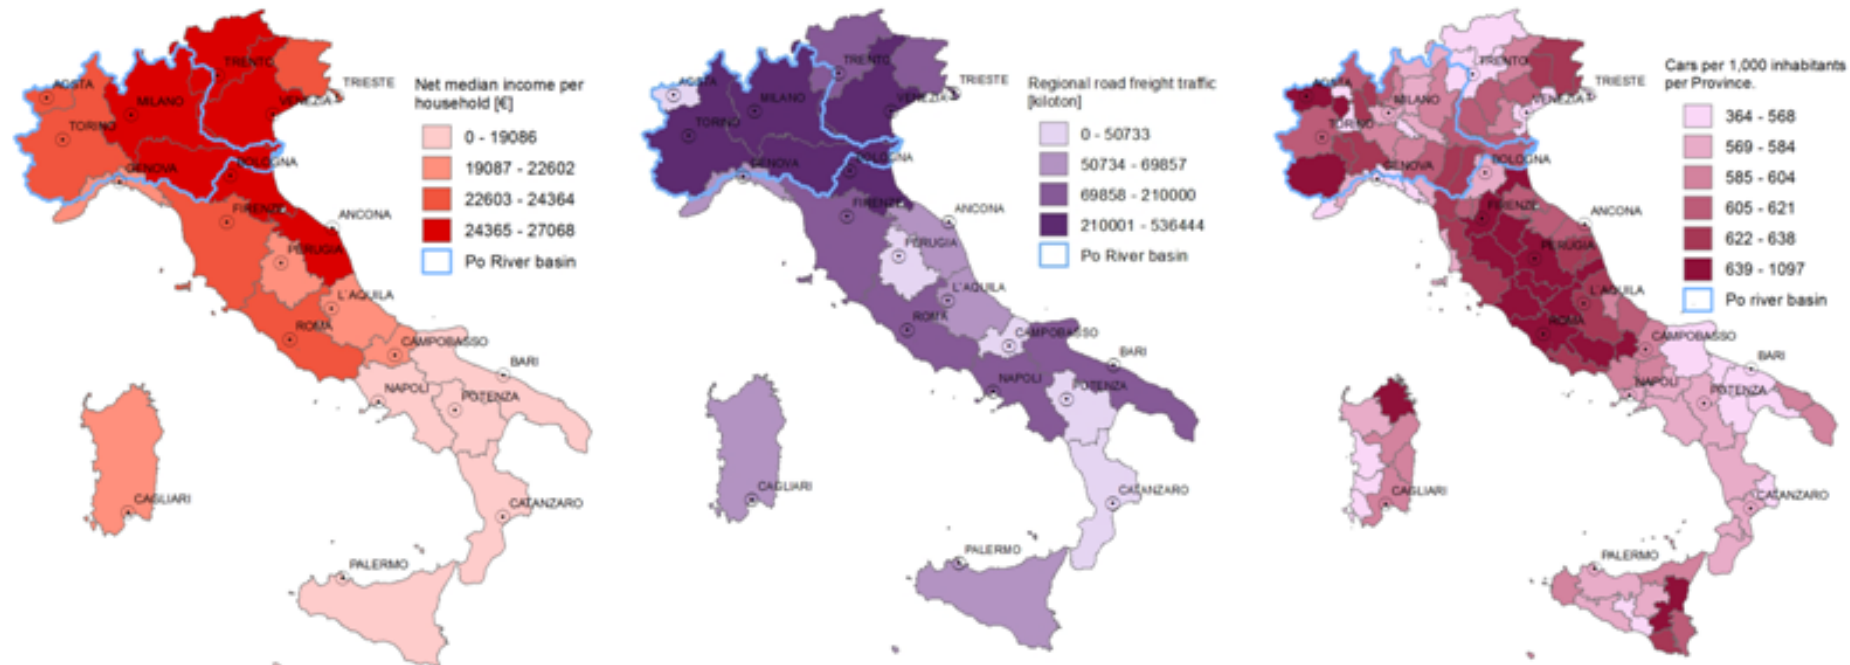 AOSTA
TORINO
MILANO
TRENTO
TRIESTE
VENEZIA
GENOVA
BOLOGNA
FIRENZE
ANCONA
PERUGIA
L'AQUILA
ROMA
CAMPOBASSO
BARI
NAPOLI
POTENZA
CAGLIARI
CATANZARO
PALERMO
Net median income per
household [€]
0 - 19086
19087 - 22602
22603 - 24364
24365 - 27068
Po River basin
AOSTA
TORINO
MILANO
TRENTO
TRIESTE
VENEZIA
GENOVA
BOLOGNA
FIRENZE
ANCONA
PERUGIA
L'AQUILA
ROMA
CAMPOBASSO
BARI
NAPOLI
POTENZA
CAGLIARI
CATANZARO
PALERMO
Regional road freight traffic
[kiloton]
0 - 50733
50734 - 69857
69858 - 210000
210001 - 536444
Po River basin
AOSTA
TORINO
MILANO
TRENTO
TRIESTE
VENEZIA
GENOVA
BOLOGNA
FIRENZE
ANCONA
PERUGIA
L'AQUILA
ROMA
CAMPOBASSO
BARI
NAPOLI
POTENZA
CAGLIARI
CATANZARO
PALERMO
Cars per 1,000 inhabitants
per Province.
364 - 568
569 - 584
585 - 604
605 - 621
622 - 638
639 - 1097
Po river basin